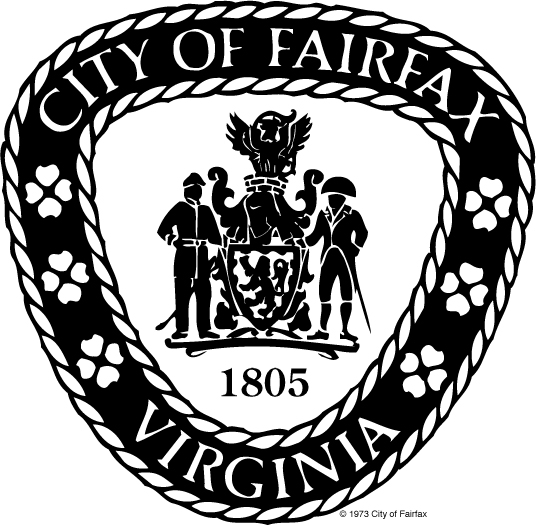 CITY OF FAIRFAX
1805
VIRGINIA
© 1973 City of Fairfax